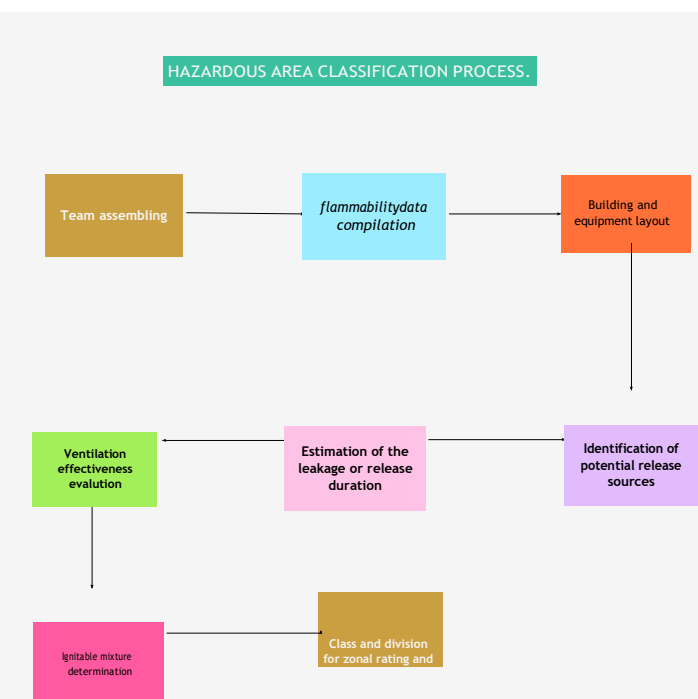 HAZARDOUS AREA CLASSIFICATION PROCESS.
Team assembling
flammabilitydata
compilation
Building and
equipment layout
Ventilation
effectiveness
evalution
Estimation of the
leakage or release
duration
Identification of
potential release
sources
Ignitable mixture
determination
Class and division
for zonal rating and